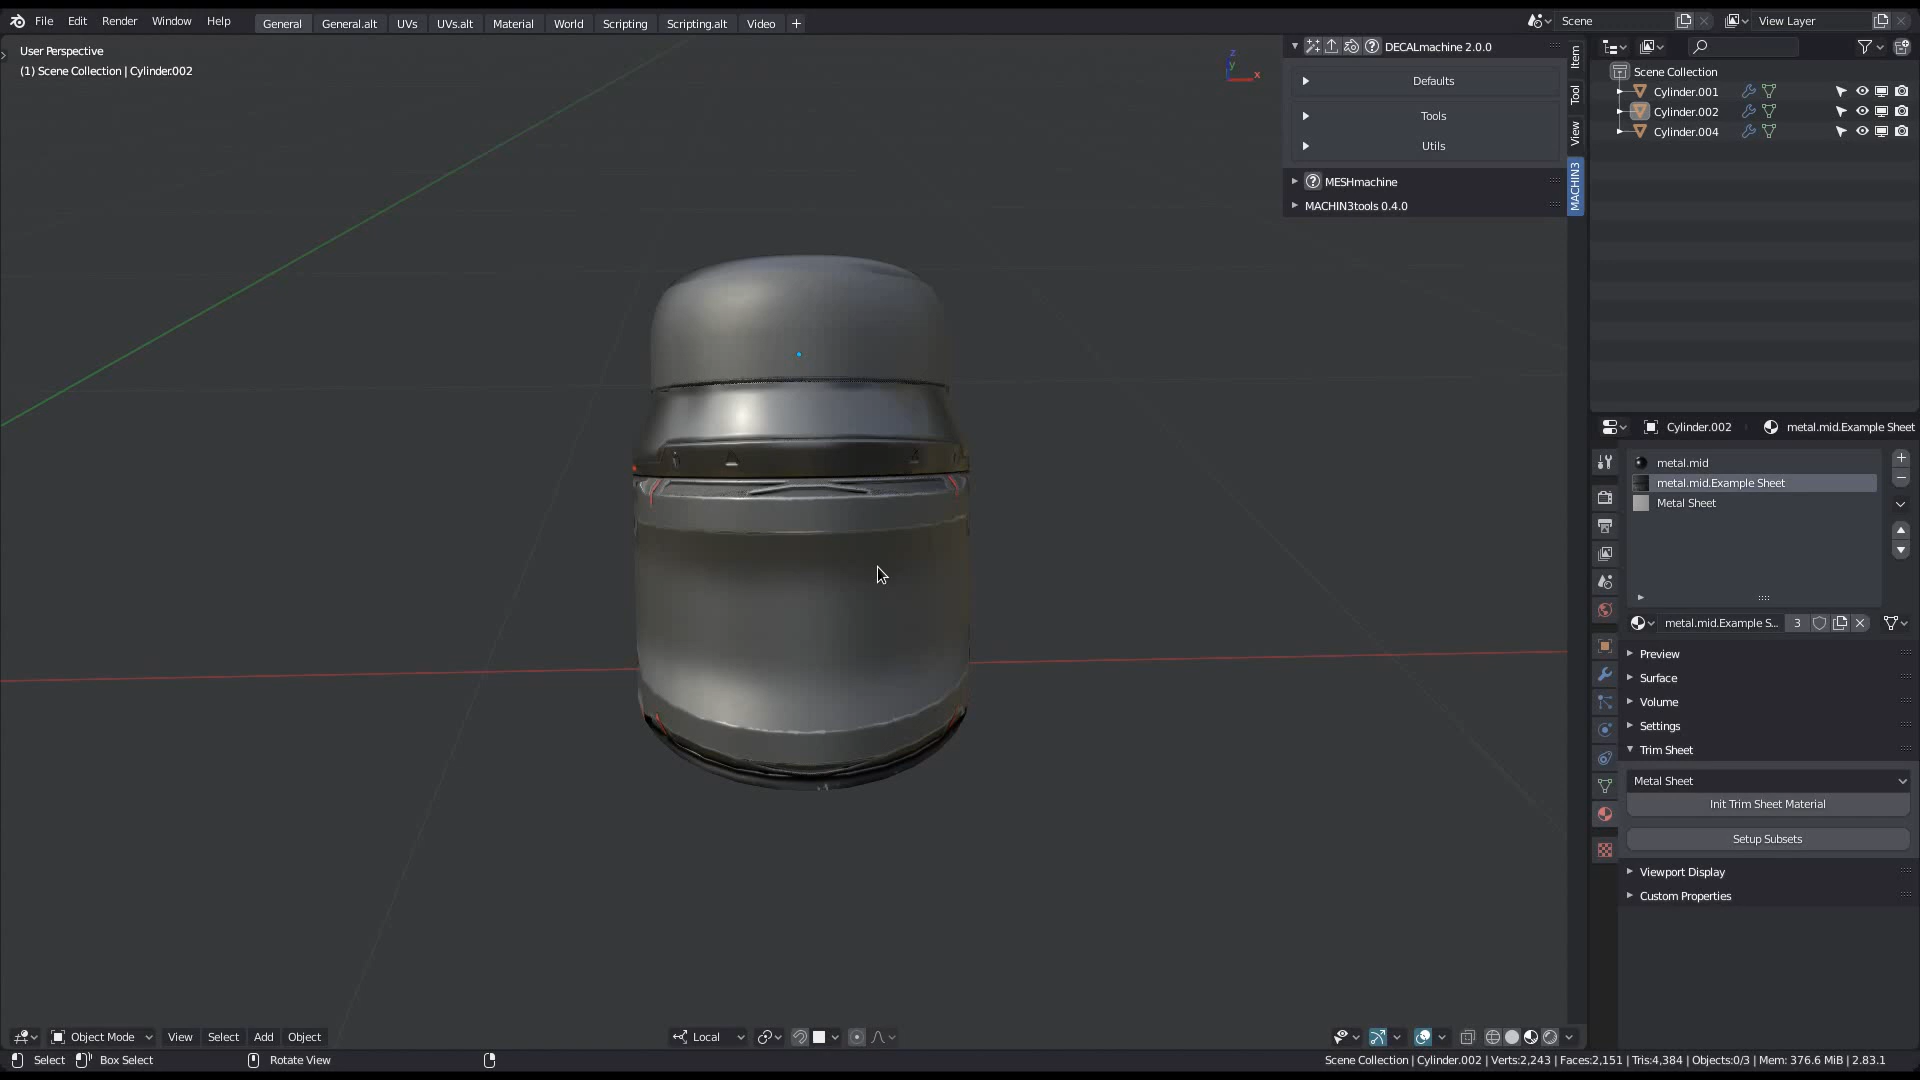 File Edit Render Window Help General General.alt UVs UVs.alt Material World Scripting Scripting.alt Video + Scene View Layer
User Perspective
(1) Scene Collection | Cylinder.002
z
y
x
DECALmachine 2.0.0
Defaults
Tools
Utils
MESHmachine
MACHIN3tools 0.4.0
Item
Tool
View
MACHIN3
Scene Collection
Cylinder.001
Cylinder.002
Cylinder.004
Cylinder.002 metal.mid.Example Sheet
metal.mid
metal.mid.Example Sheet
Metal Sheet
metal.mid.Example S... 3
Preview
Surface
Volume
Settings
Trim Sheet
Metal Sheet
Init Trim Sheet Material
Setup Subsets
Viewport Display
Custom Properties
Object Mode View Select Add Object Local
Select Box Select Rotate View Scene Collection | Cylinder.002 | Verts:2,243 | Faces:2,151 | Tris:4,384 | Objects:0/3 | Mem: 376.6 MiB | 2.83.1